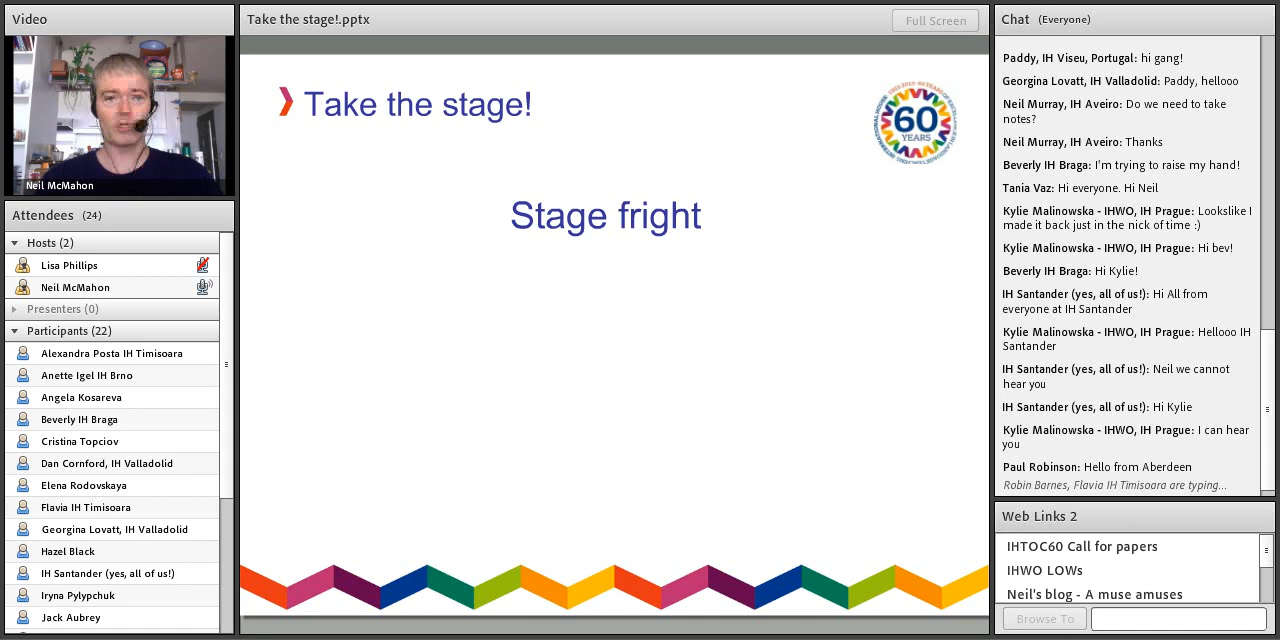 Video
Neil McMahon
Attendees (24)
Hosts (2)
Lisa Phillips
Neil McMahon
Presenters (0)
Participants (22)
Alexandra Posta IH Timisoara
Anette Igel IH Brno
Angela Kosareva
Beverly IH Braga
Cristina Topciov
Dan Cornford, IH Valladolid
Elena Rodovskaya
Flavia IH Timisoara
Georgina Lovatt, IH Valladolid
Hazel Black
IH Santander (yes, all of us!)
Iryna Pylypchuk
Jack Aubrey
Take the stage!.pptx
Full Screen
Take the stage!
60
YEARS
Stage fright
Chat (Everyone)
Paddy, IH Viseu, Portugal: hi gang!
Georgina Lovatt, IH Valladolid: Paddy, hellooo
Neil Murray, IH Aveiro: Do we need to take
notes?
Neil Murray, IH Aveiro: Thanks
Beverly IH Braga: I'm trying to raise my hand!
Tania Vaz: Hi everyone. Hi Neil
Kylie Malinowska - IHWO, IH Prague: Lookslike I
made it back just in the nick of time :)
Kylie Malinowska - IHWO, IH Prague: Hi bev!
Beverly IH Braga: Hi Kylie!
IH Santander (yes, all of us!): Hi All from
everyone at IH Santander
Kylie Malinowska - IHWO, IH Prague: Hellooo IH
Santander
IH Santander (yes, all of us!): Neil we cannot
hear you
IH Santander (yes, all of us!): Hi Kylie
Kylie Malinowska - IHWO, IH Prague: I can hear
you
Paul Robinson: Hello from Aberdeen
Robin Barnes, Flavia IH Timisoara are typing...
Web Links 2
IHTOC60 Call for papers
IHWO LOWs
Neil's blog - A muse amuses
Browse To